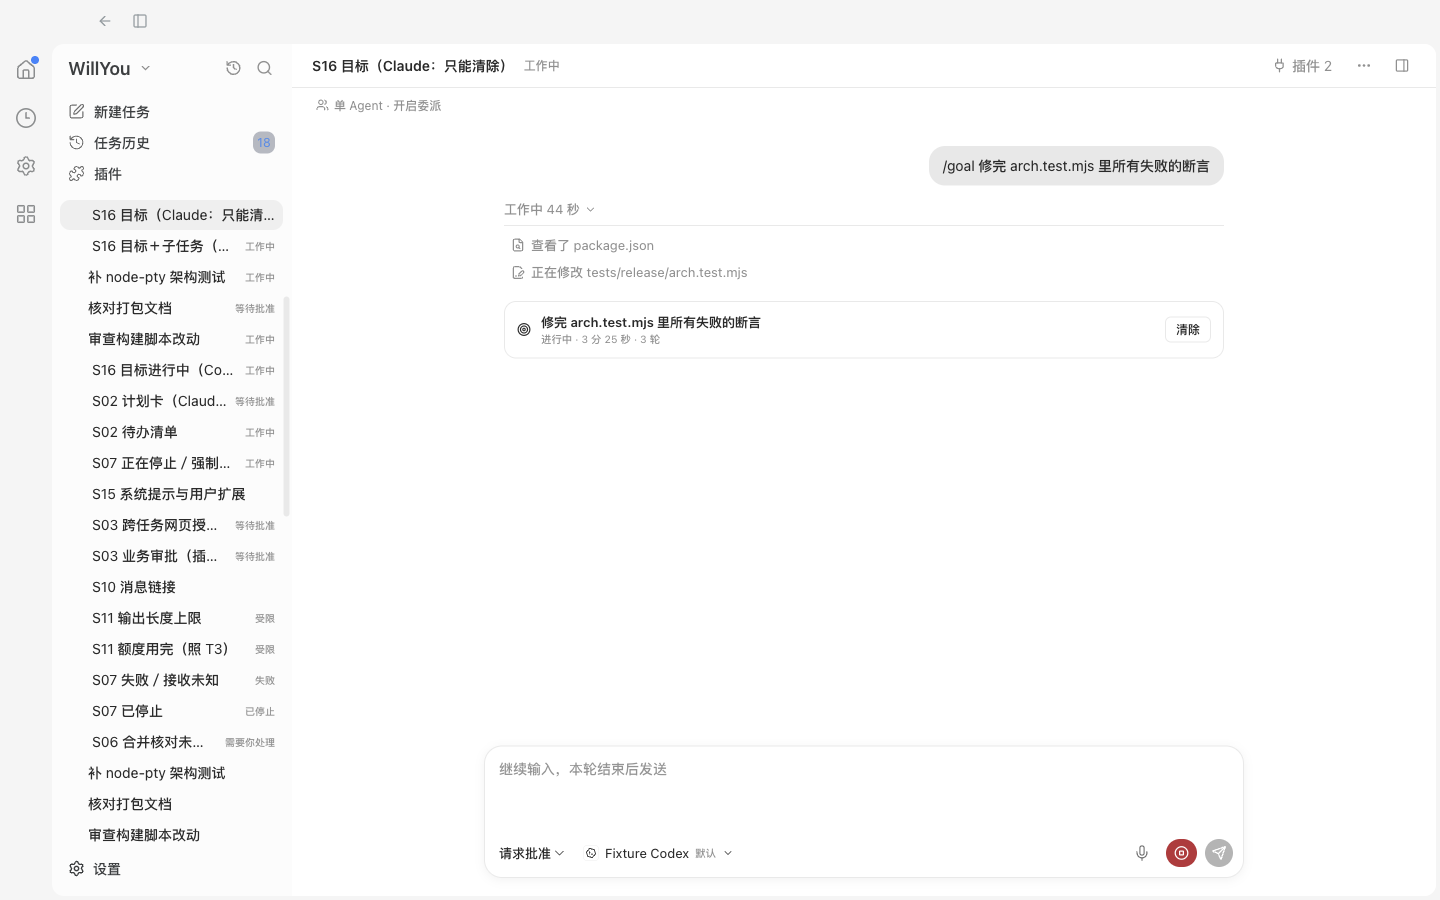 WillYou
新建任务
任务历史 18
插件
S16 目标（Claude：只能清...
S16 目标＋子任务（... 工作中
补 node-pty 架构测试 工作中
核对打包文档 等待批准
审查构建脚本改动 工作中
S16 目标进行中（Co... 工作中
S02 计划卡（Claud... 等待批准
S02 待办清单 工作中
S07 正在停止 / 强制... 工作中
S15 系统提示与用户扩展
S03 跨任务网页授... 等待批准
S03 业务审批（插... 等待批准
S10 消息链接
S11 输出长度上限 受限
S11 额度用完（照 T3） 受限
S07 失败 / 接收未知 失败
S07 已停止 已停止
S06 合并核对未... 需要你处理
补 node-pty 架构测试
核对打包文档
审查构建脚本改动
设置
S16 目标（Claude：只能清除） 工作中 插件 2
单 Agent · 开启委派
/goal 修完 arch.test.mjs 里所有失败的断言
工作中 44 秒
查看了 package.json
正在修改 tests/release/arch.test.mjs
修完 arch.test.mjs 里所有失败的断言
进行中 · 3 分 25 秒 · 3 轮
清除
继续输入，本轮结束后发送
请求批准 Fixture Codex 默认